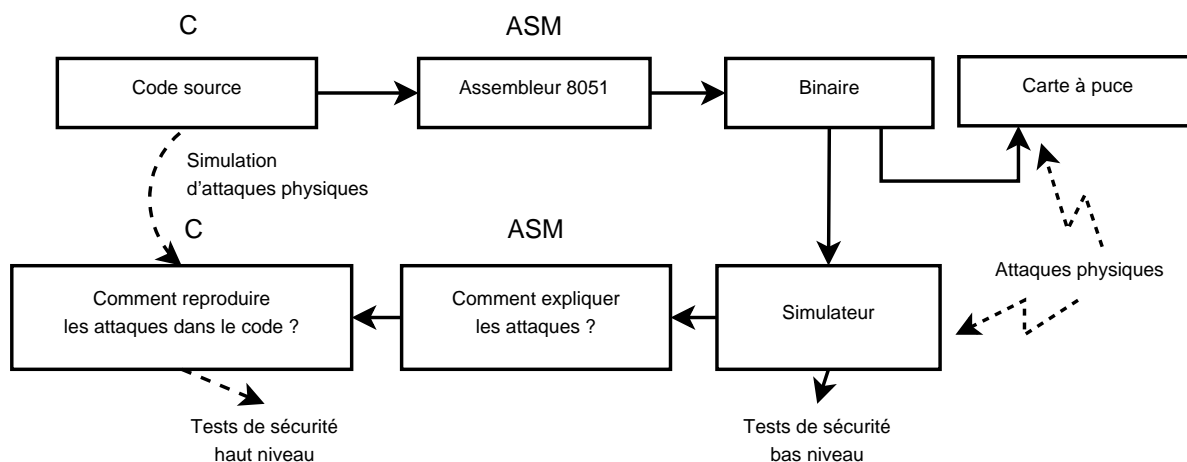 C
ASM
Code source
Assembleur 8051
Binaire
Carte à puce
Simulation
d'attaques physiques
C
ASM
Attaques physiques
Comment reproduire
les attaques dans le code ?
Comment expliquer
les attaques ?
Simulateur
Tests de sécurité
haut niveau
Tests de sécurité
bas niveau